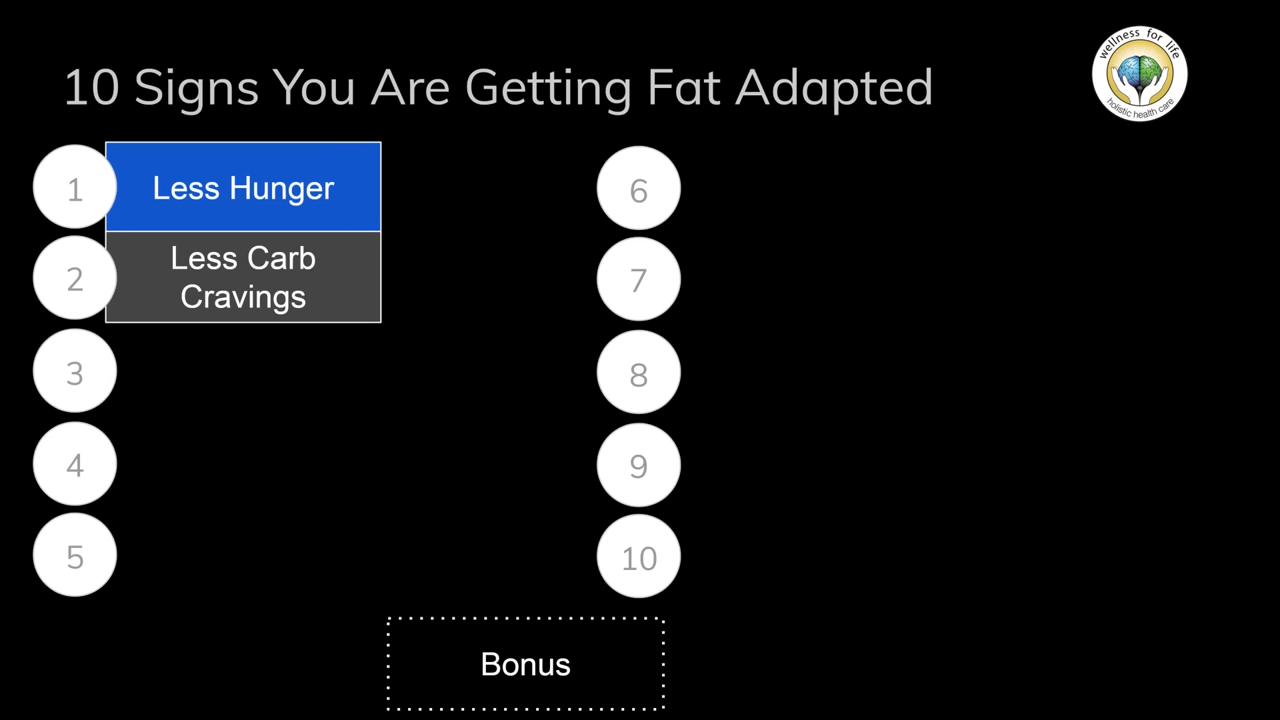 10 Signs You Are Getting Fat Adapted
wellness for life
holistic health care
1
Less Hunger
2
Less Carb
Cravings
3
4
5
6
7
8
9
10
Bonus